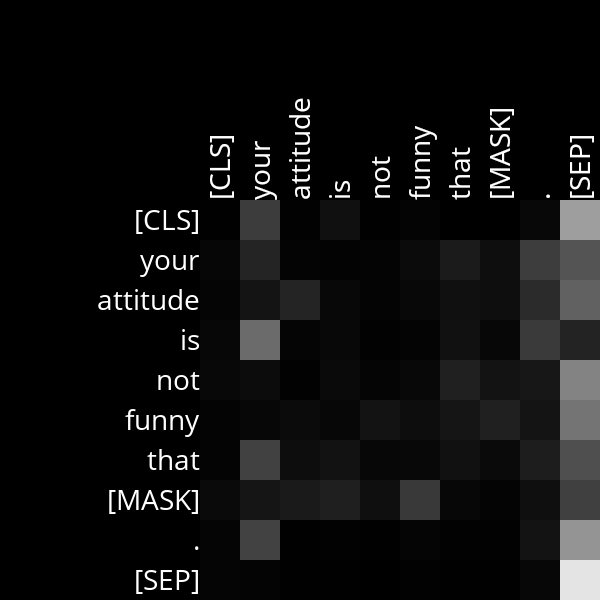 [CLS] your attitude is not funny that [MASK] . [SEP]
[CLS]
your
attitude
is
not
funny
that
[MASK]
.
[SEP]